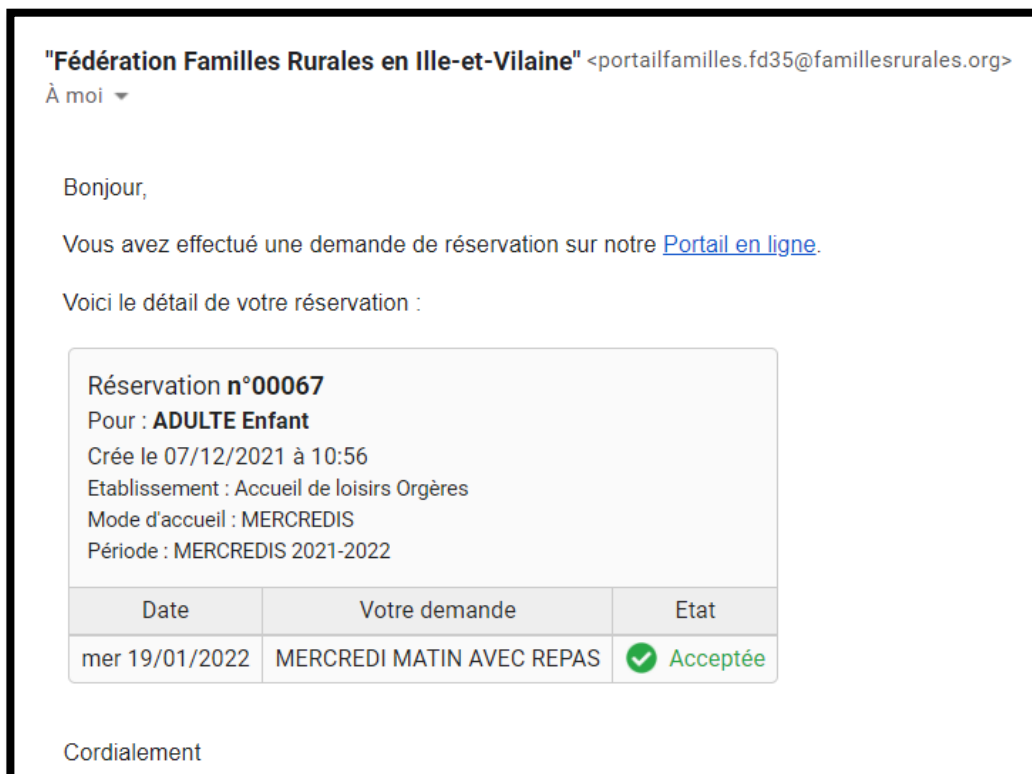 "Fédération Familles Rurales en Ille-et-Vilaine" <portailfamilles.fd35@famillesrurales.org>
À moi
Bonjour,
Vous avez effectué une demande de réservation sur notre Portail en ligne.
Voici le détail de votre réservation :
Réservation n°00067
Pour : ADULTE Enfant
Crée le 07/12/2021 à 10:56
Etablissement : Accueil de loisirs Orgères
Mode d'accueil : MERCREDIS
Période : MERCREDIS 2021-2022
Date Votre demande Etat
mer 19/01/2022 MERCREDI MATIN AVEC REPAS Acceptée
Cordialement